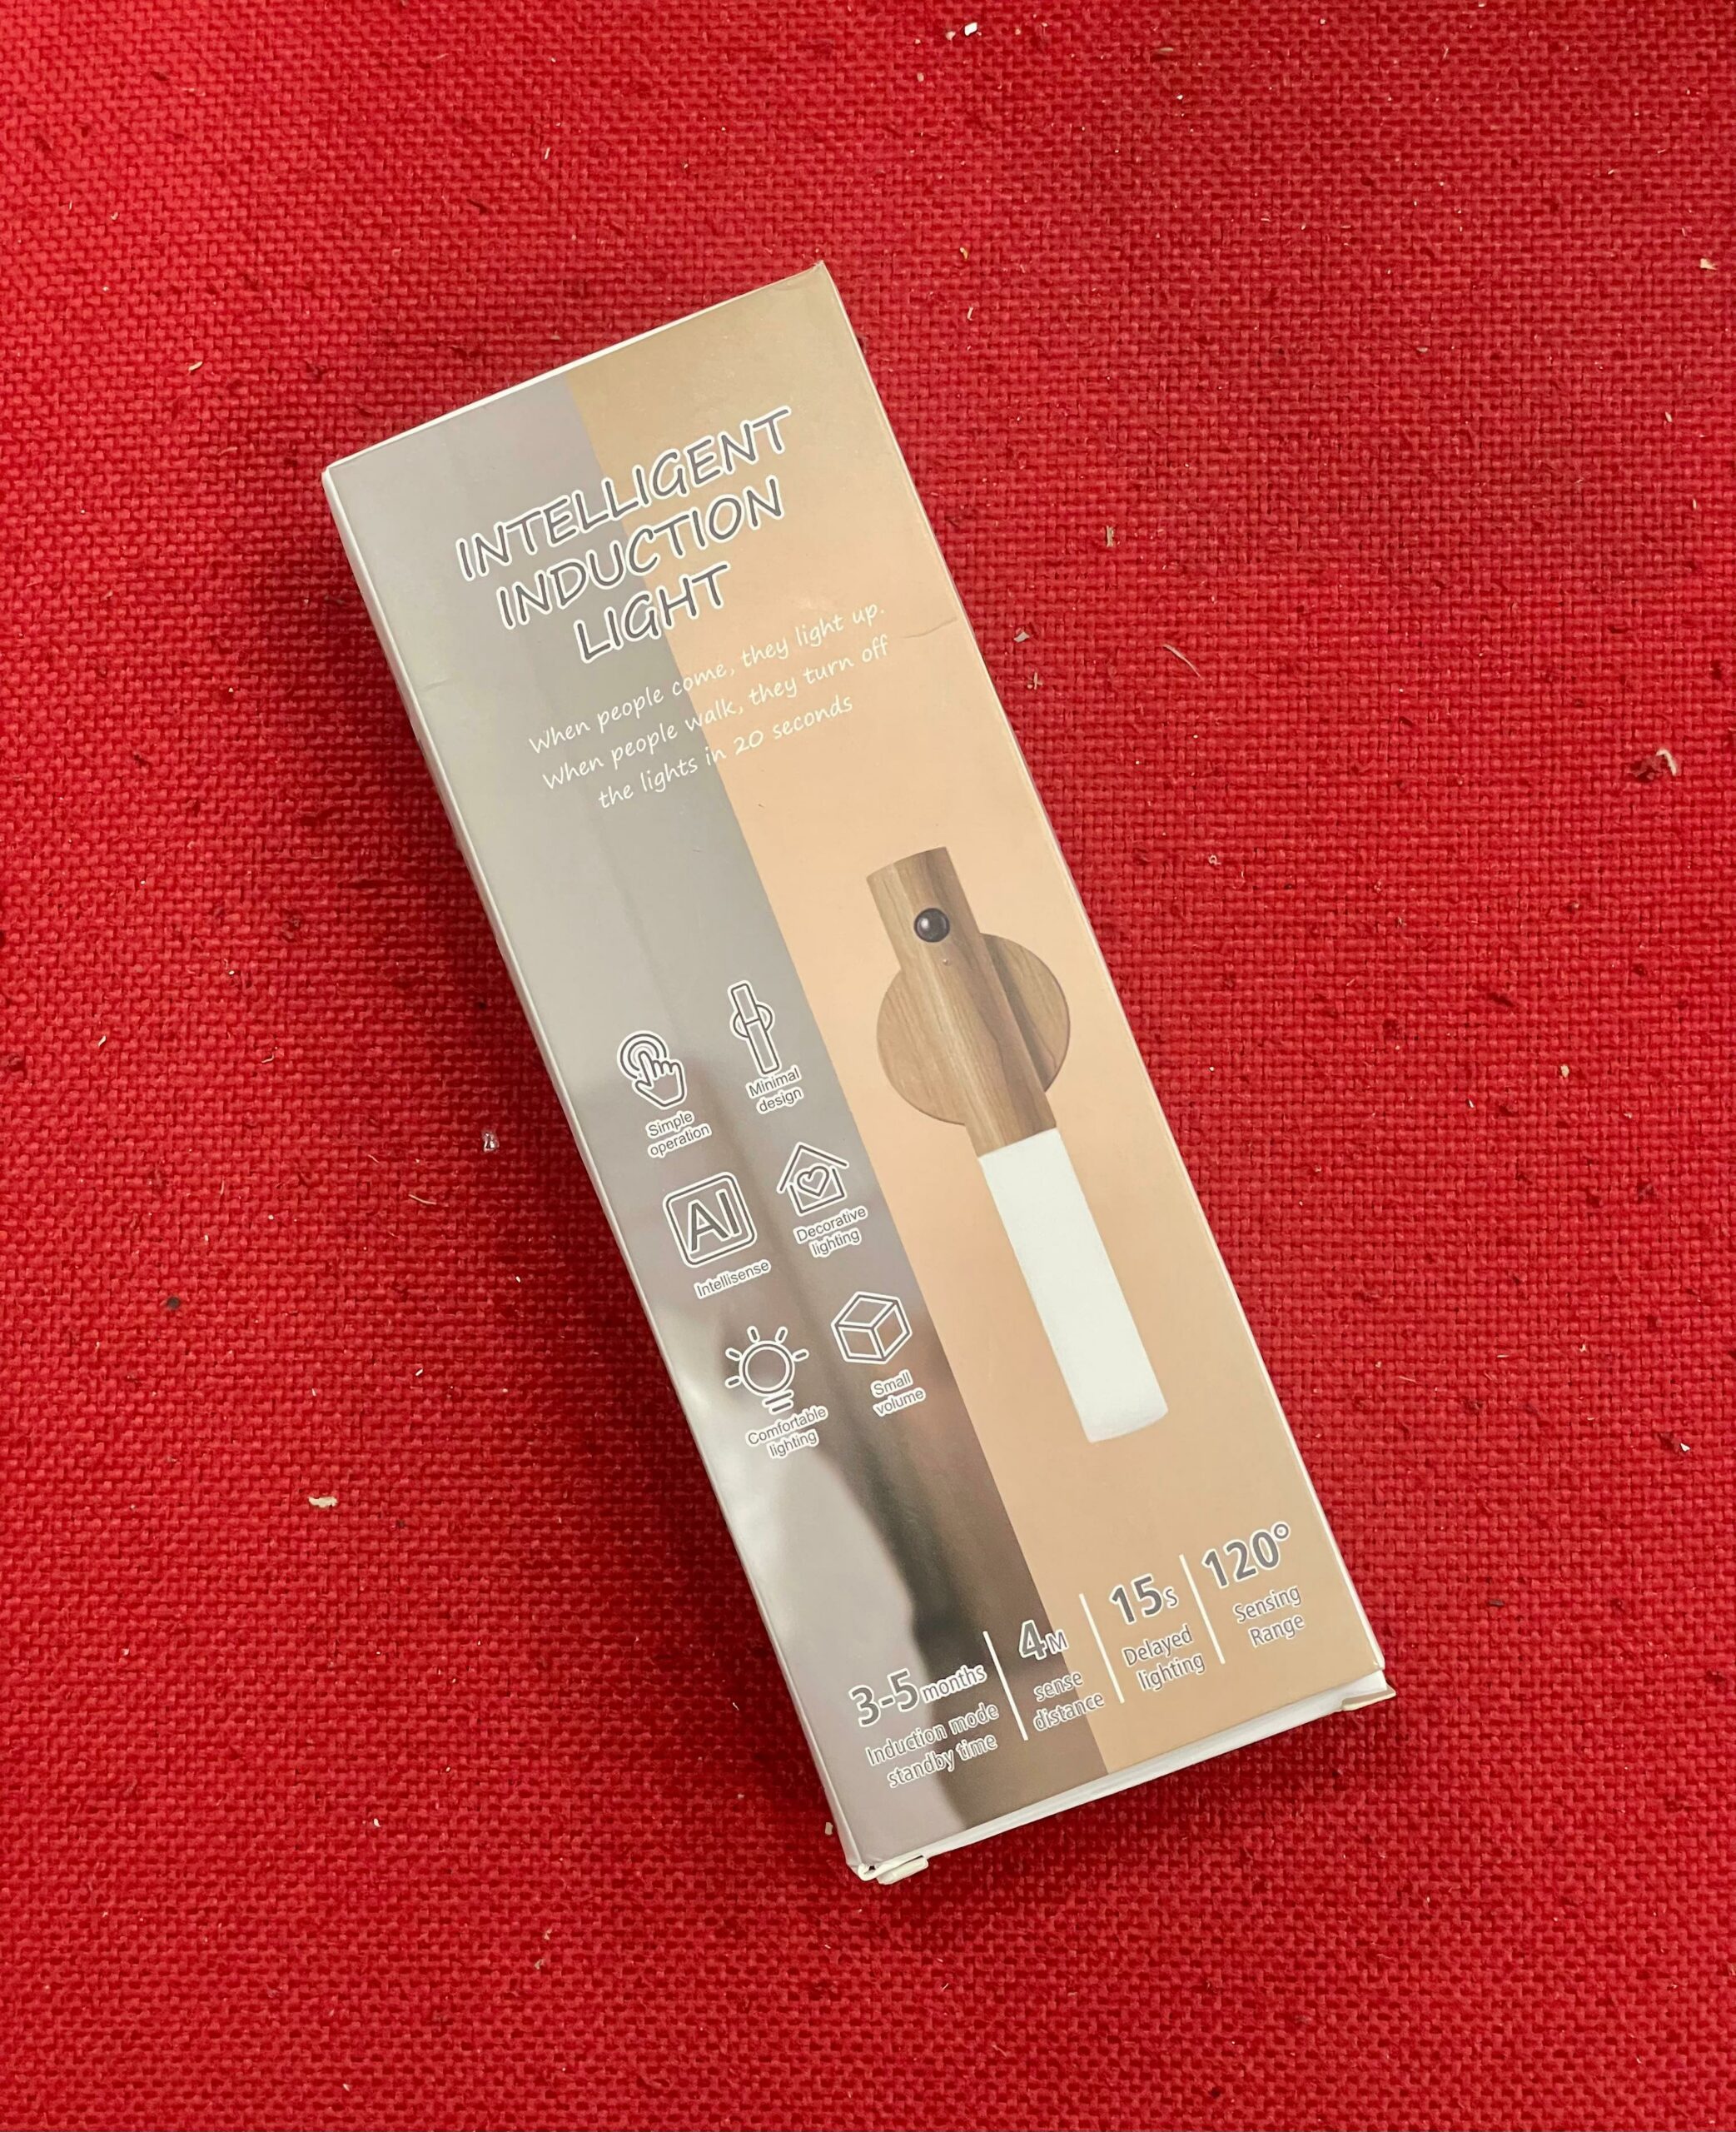 INTELLIGENT
INDUCTION
LIGHT
When people come, they light up.
When people walk, they turn off
the lights in 20 seconds
Simple
operation
Minimal
design
AI
Intellisense
Decorative
lighting
Comfortable
lighting
Small
volume
3-5 months
Induction mode
standby time
4M
sense
distance
15s
Delayed
lighting
120°
Sensing
Range